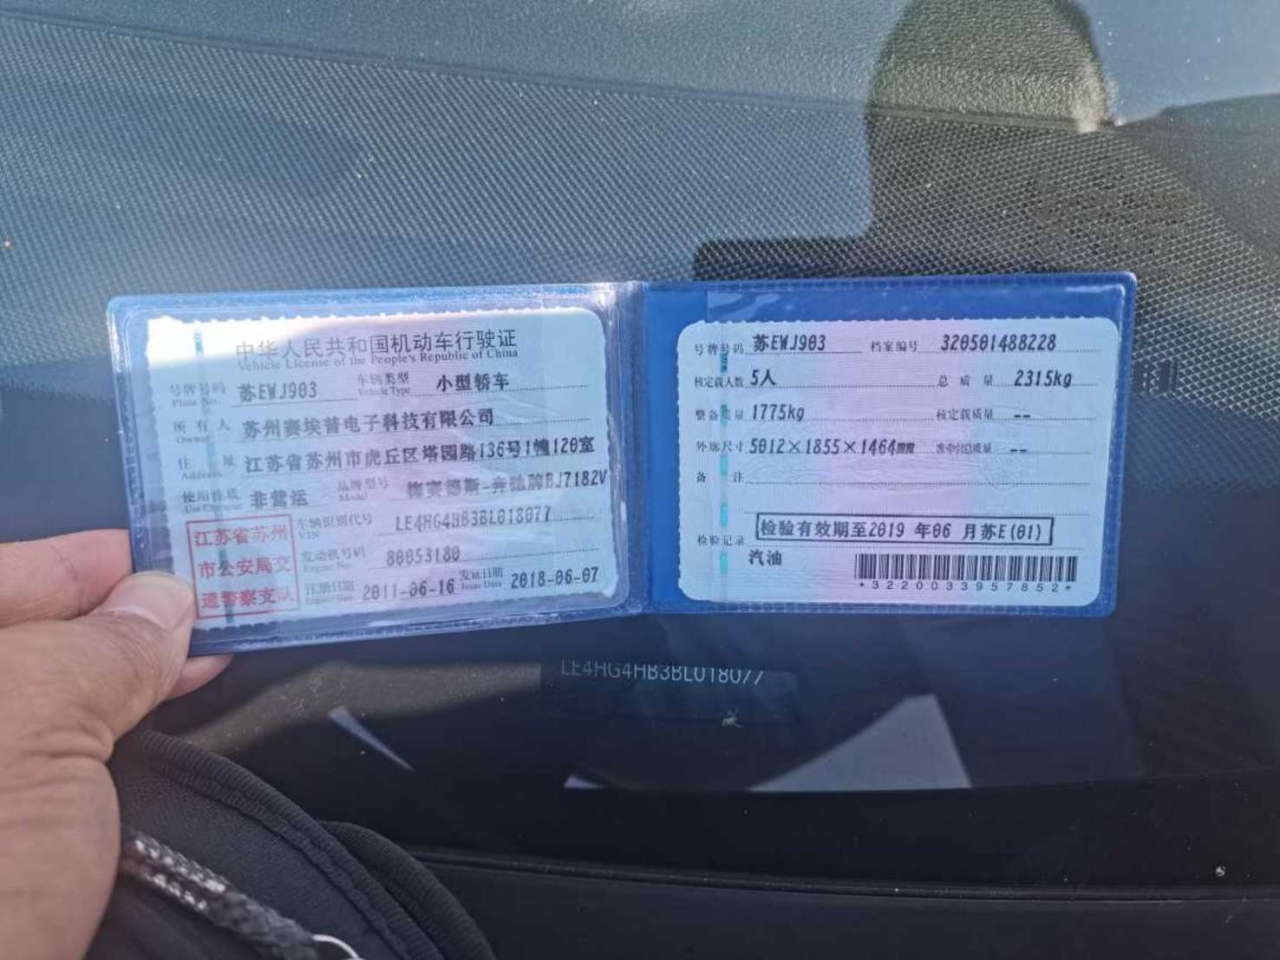 中华人民共和国机动车行驶证
Vehicle License of the People's Republic of China
号牌号码 苏EWJ903 车辆类型 小型轿车
Plate No. Vehicle Type
所有人 苏州赛埃普电子科技有限公司
Owner
住址 江苏省苏州市虎丘区塔园路136号1幢120室
Address
使用性质 非营运 品牌型号 梅赛德斯-奔驰牌BJ7182V
Use Character Model
江苏省苏州
市公安局交
通警察支队
车辆识别代号 LE4HG4HB3BL018077
VIN
发动机号码 80053180
Engine No.
注册日期 2011-06-16 发证日期 2018-06-07
Register Date Issue Date
号牌号码 苏EWJ903 档案编号 320501488228
核定载人数 5人 总质量 2315kg
整备质量 1775kg 核定载质量 --
外廓尺寸 5012×1855×1464mm 准牵引总质量 --
备注
检验记录 检验有效期至2019年06月苏E(01)
汽油
*3220033957852*
LE4HG4HB3BL018077